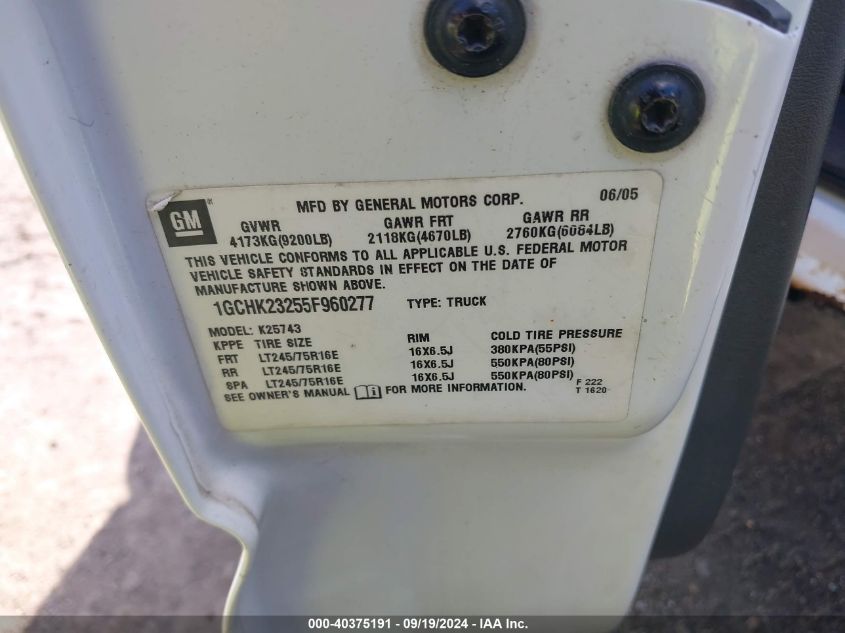 GM
MFD BY GENERAL MOTORS CORP. 06/05
GVWR GAWR FRT GAWR RR
4173KG(9200LB) 2118KG(4670LB) 2760KG(6084LB)
THIS VEHICLE CONFORMS TO ALL APPLICABLE U.S. FEDERAL MOTOR
VEHICLE SAFETY STANDARDS IN EFFECT ON THE DATE OF
MANUFACTURE SHOWN ABOVE.
1GCHK23255F960277 TYPE: TRUCK
MODEL: K25743
KPPE TIRE SIZE RIM COLD TIRE PRESSURE
FRT LT245/75R16E 16X6.5J 380KPA(55PSI)
RR LT245/75R16E 16X6.5J 550KPA(80PSI)
SPA LT245/75R16E 16X6.5J 550KPA(80PSI)
SEE OWNER'S MANUAL FOR MORE INFORMATION.
F 222
T 1620
000-40375191 - 09/19/2024 - IAA Inc.